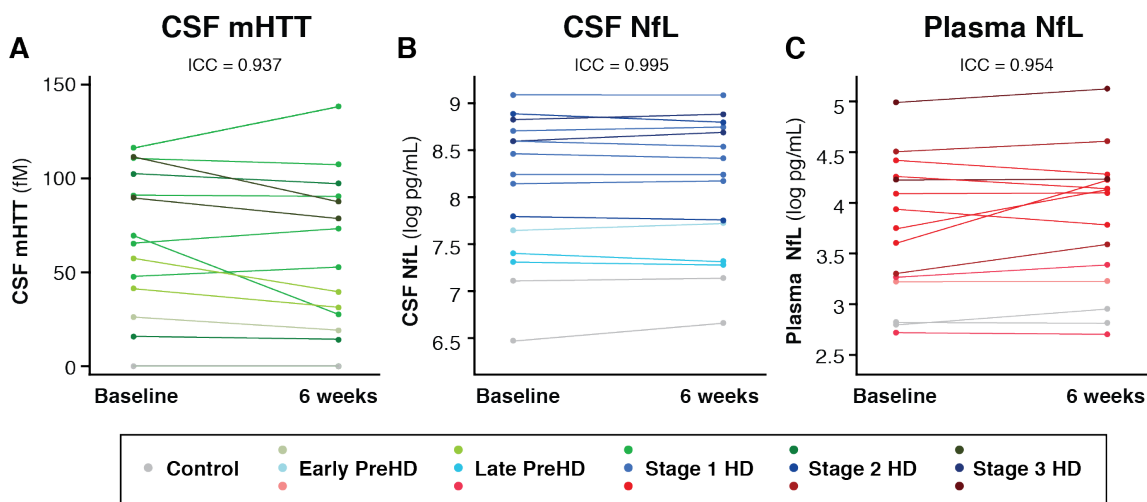 CSF mHTT
CSF NfL
Plasma NfL
A
B
C
ICC = 0.937
ICC = 0.995
ICC = 0.954
CSF mHTT (fM)
150
100
50
0
Baseline
6 weeks
CSF NfL (log pg/mL)
9
8.5
8
7.5
7
6.5
Baseline
6 weeks
Plasma NfL (log pg/mL)
5
4.5
4
3.5
3
2.5
Baseline
6 weeks
Control
Early PreHD
Late PreHD
Stage 1 HD
Stage 2 HD
Stage 3 HD